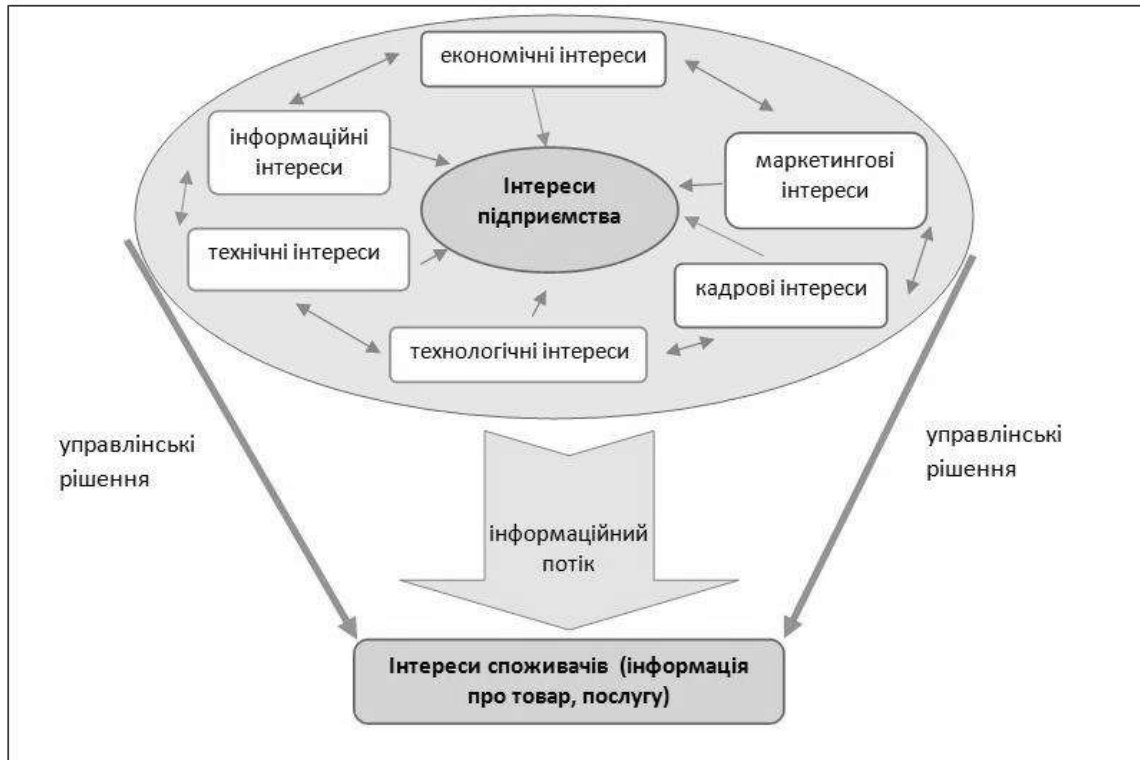 економічні інтереси
інформаційні
інтереси
маркетингові
інтереси
Інтереси
підприємства
технічні інтереси
кадрові інтереси
технологічні інтереси
управлінські
рішення
управлінські
рішення
інформаційний
потік
Інтереси споживачів (інформація
про товар, послугу)